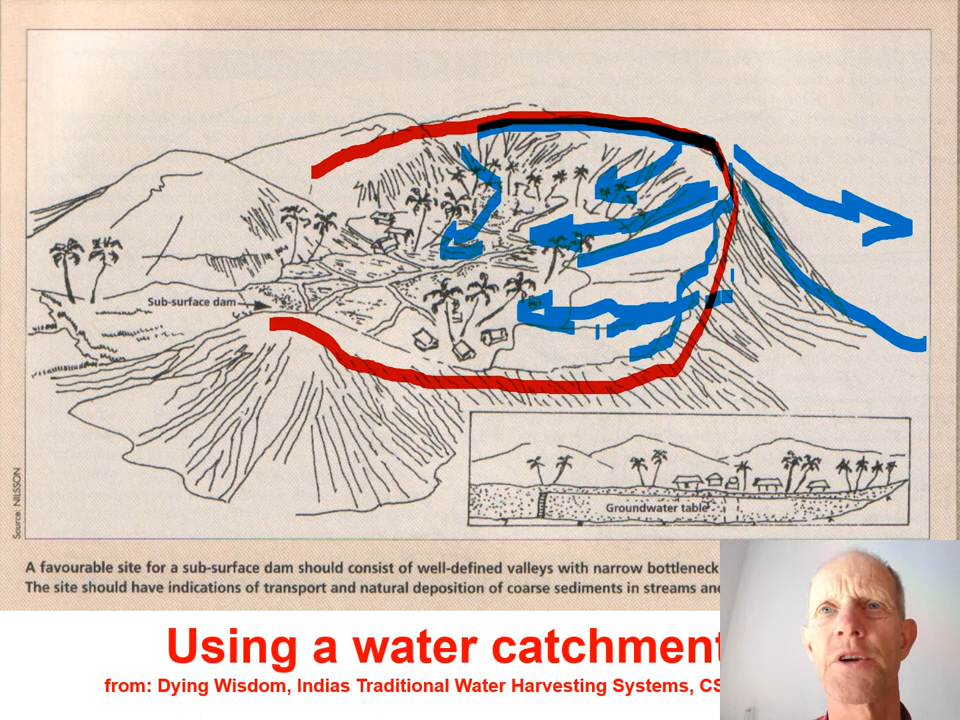 Sub-surface dam
Groundwater table
Source: NILSSON
A favourable site for a sub-surface dam should consist of well-defined valleys with narrow bottleneck
The site should have indications of transport and natural deposition of coarse sediments in streams
Using a water catchment
from: Dying Wisdom, Indias Traditional Water Harvesting Systems,